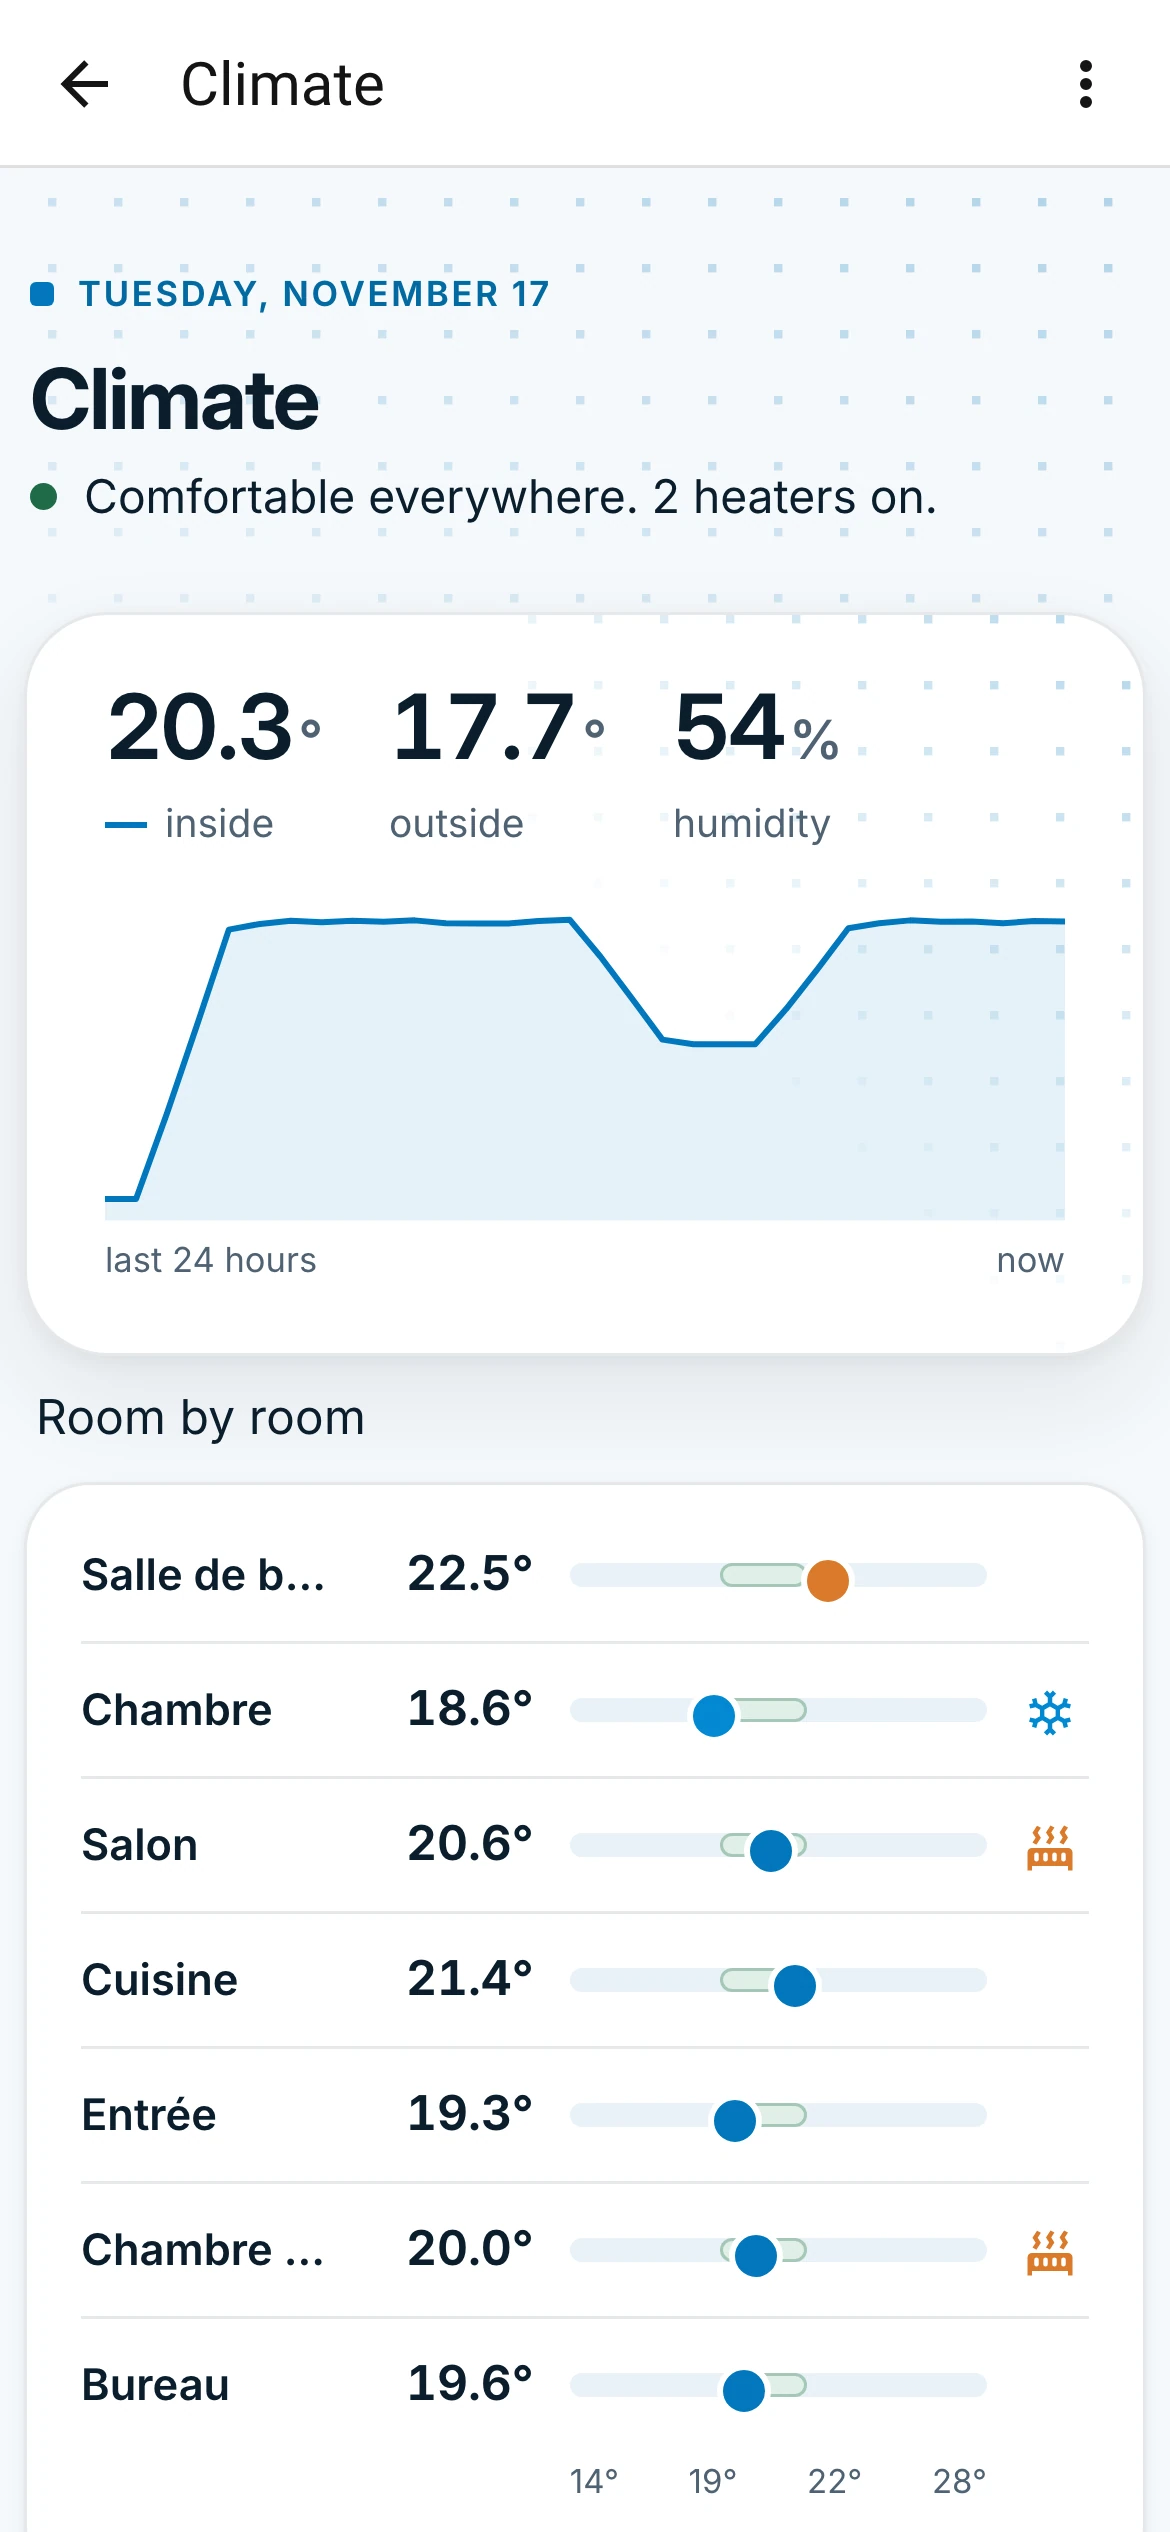 Climate
TUESDAY, NOVEMBER 17
Climate
Comfortable everywhere. 2 heaters on.
20.3° 17.7° 54%
inside outside humidity
last 24 hours now
Room by room
Salle de b... 22.5°
Chambre 18.6°
Salon 20.6°
Cuisine 21.4°
Entrée 19.3°
Chambre ... 20.0°
Bureau 19.6°
14° 19° 22° 28°